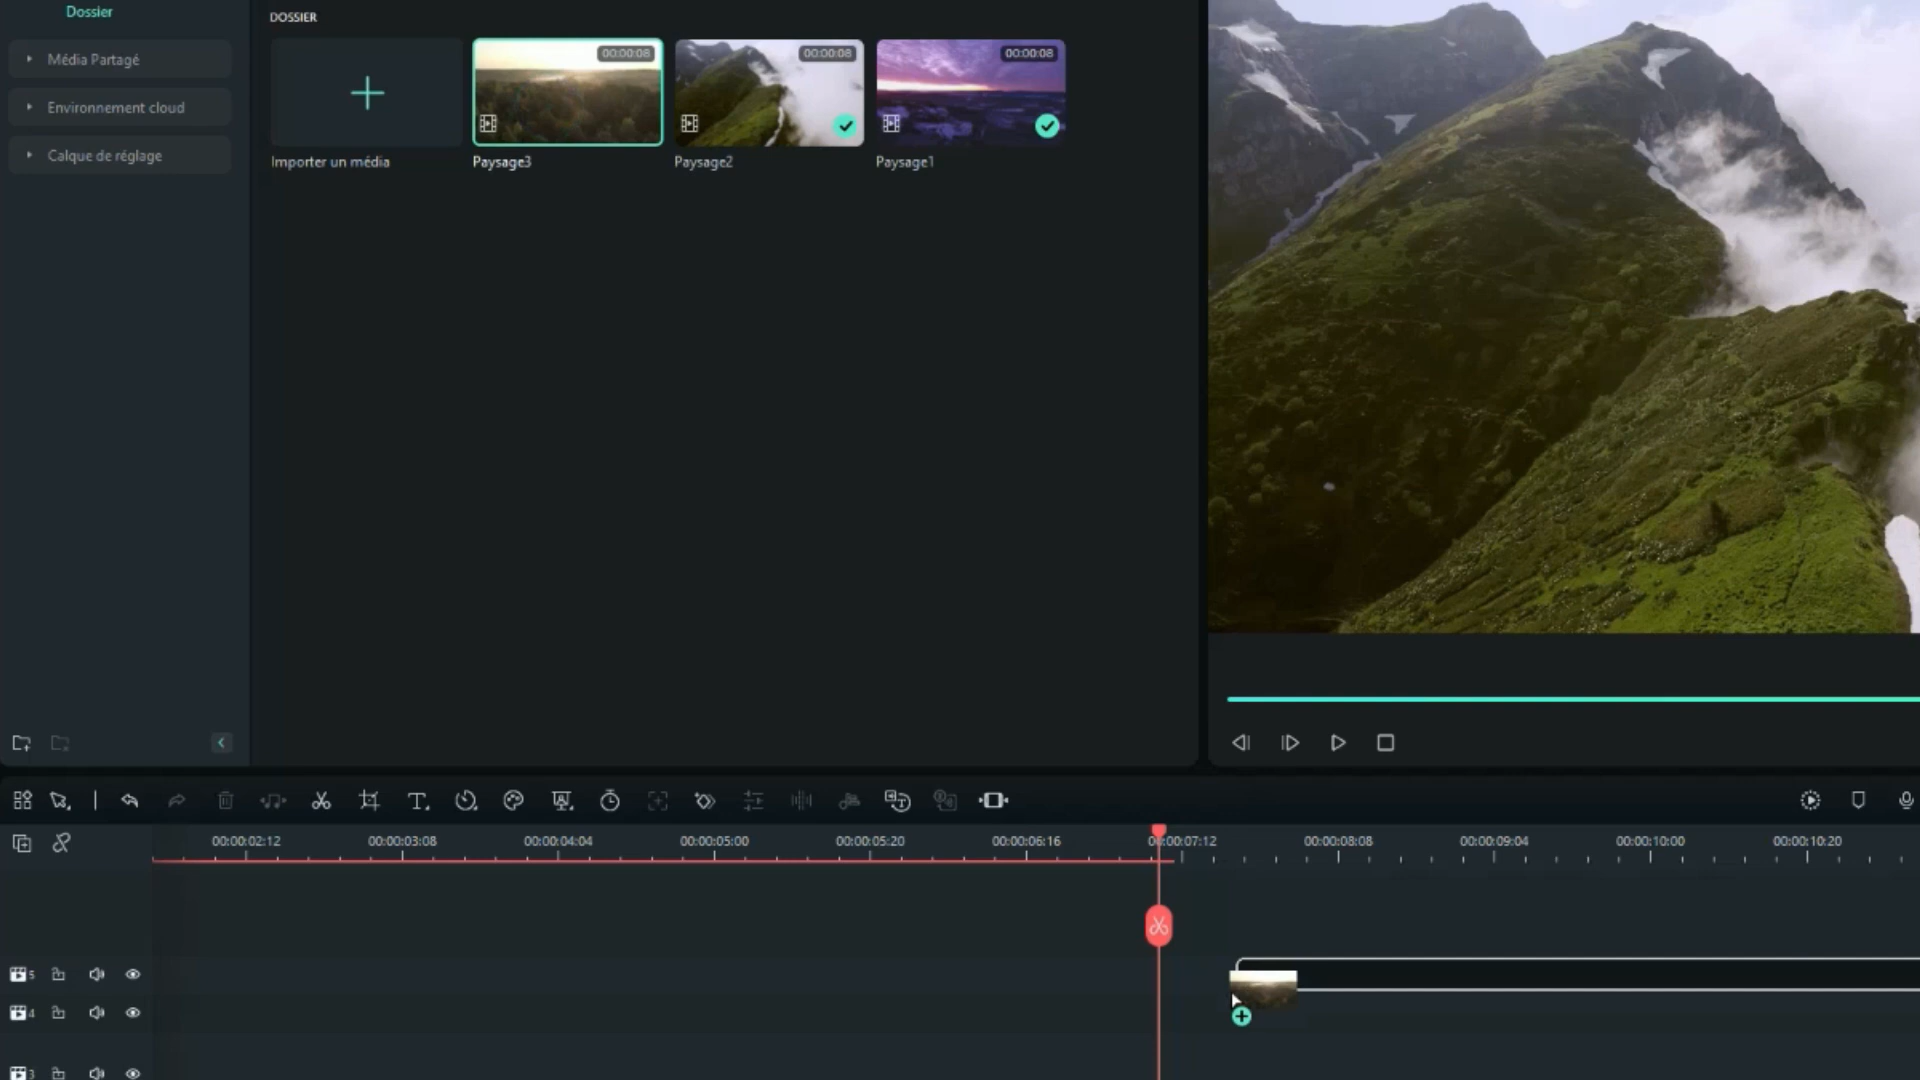 Dossier
Média Partagé
Environnement cloud
Calque de réglage
DOSSIER
00:00:08
00:00:08
00:00:08
Importer un média
Paysage3
Paysage2
Paysage1
00:00:02:12
00:00:03:08
00:00:04:04
00:00:05:00
00:00:05:20
00:00:06:16
00:00:07:12
00:00:08:08
00:00:09:04
00:00:10:00
00:00:10:20
5
4
3